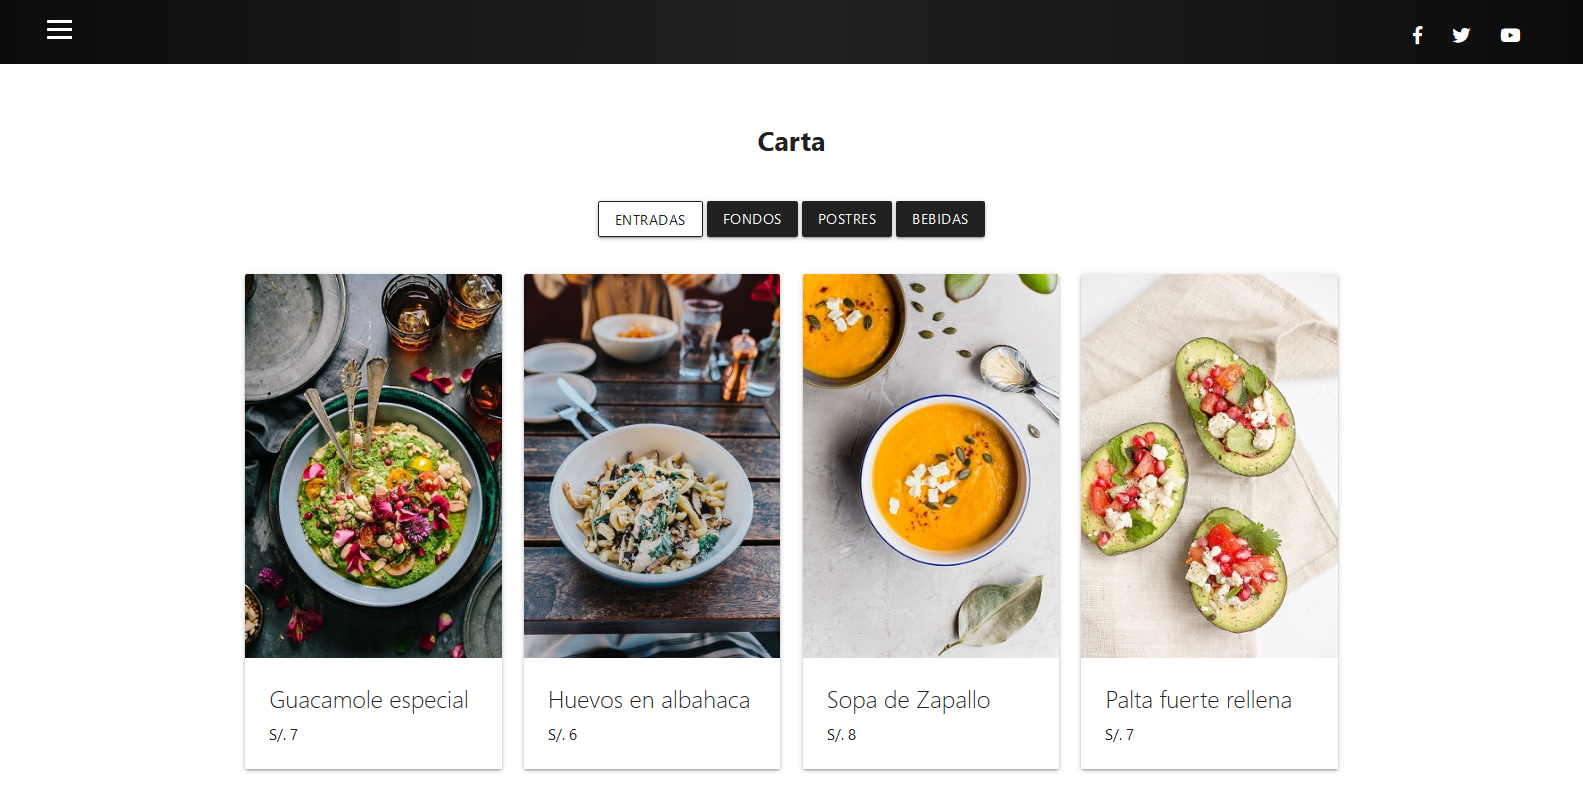 Carta
ENTRADAS FONDOS POSTRES BEBIDAS
Guacamole especial
S/. 7
Huevos en albahaca
S/. 6
Sopa de Zapallo
S/. 8
Palta fuerte rellena
S/. 7